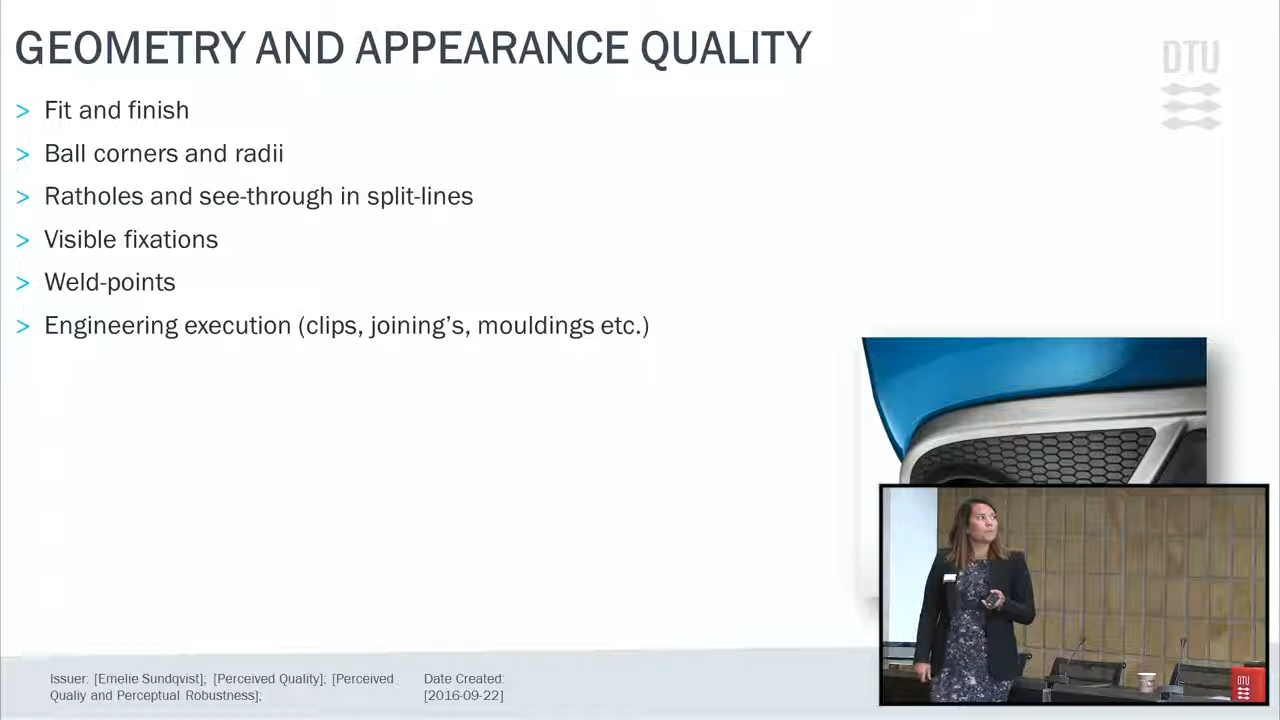 GEOMETRY AND APPEARANCE QUALITY
DTU
> Fit and finish
> Ball corners and radii
> Ratholes and see-through in split-lines
> Visible fixations
> Weld-points
> Engineering execution (clips, joining's, mouldings etc.)
Issuer: [Emelie Sundqvist]; [Perceived Quality]; [Perceived
Qualiy and Perceptual Robustness];
Date Created:
[2016-09-22]
DTU